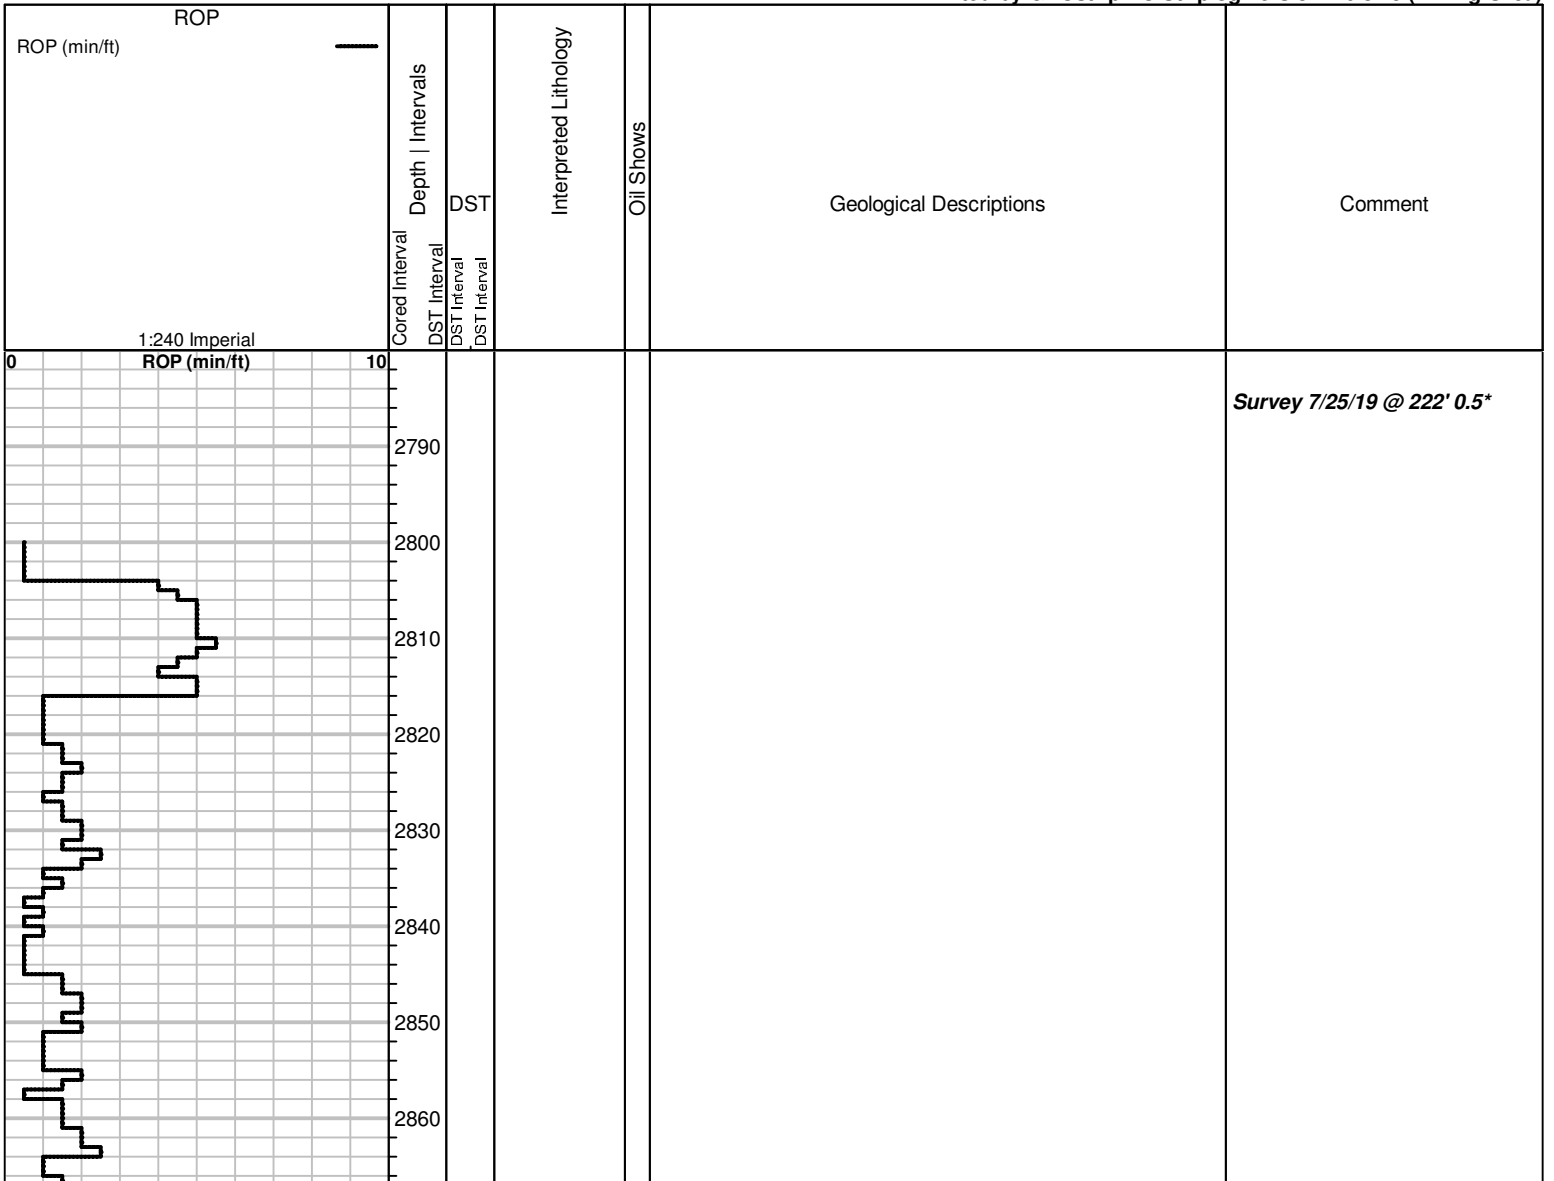 ROP
ROP (min/ft)
Cored Interval
Depth | Intervals
DST Interval
DST
DST Interval
DST Interval
Interpreted Lithology
Oil Shows
Geological Descriptions
Comment
1:240 Imperial
0 ROP (min/ft) 10
Survey 7/25/19 @ 222' 0.5*
2790
2800
2810
2820
2830
2840
2850
2860